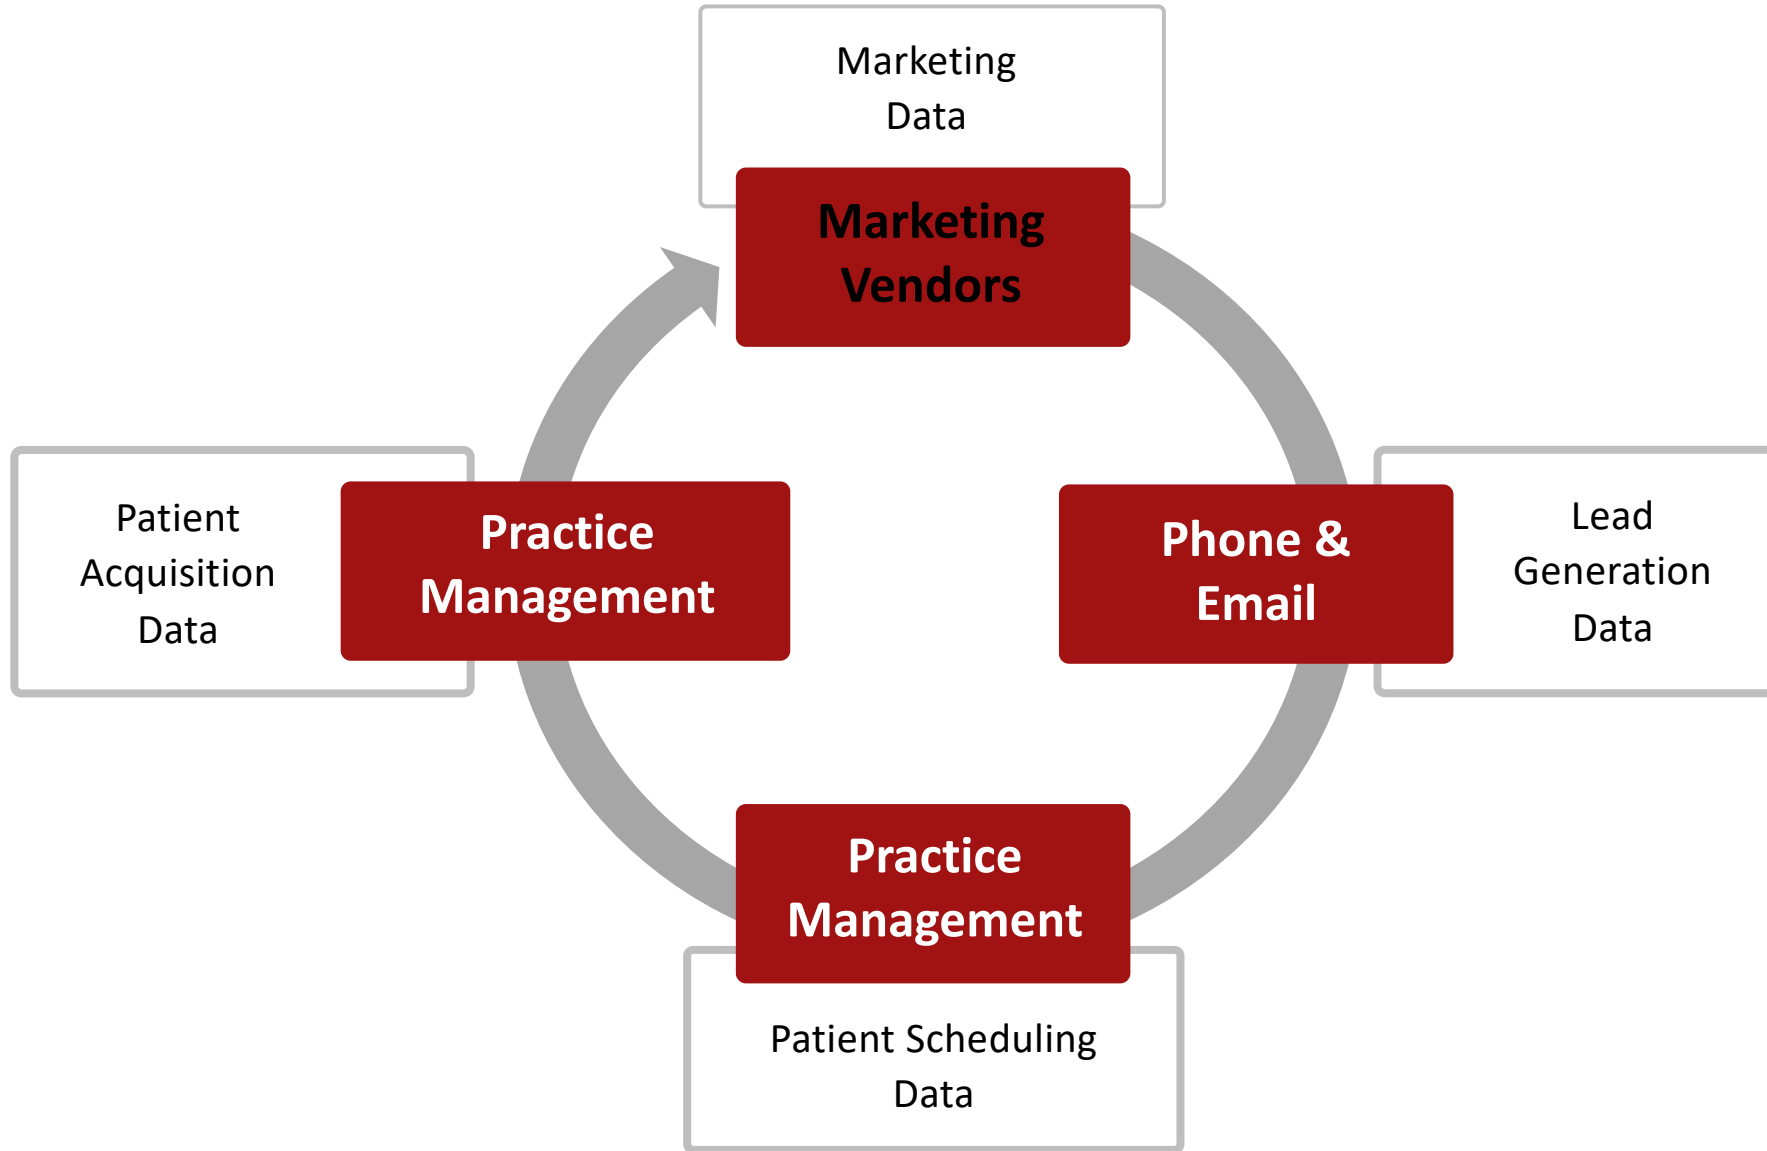 Marketing
Data
Marketing
Vendors
Patient
Acquisition
Data
Practice
Management
Phone &
Email
Lead
Generation
Data
Practice
Management
Patient Scheduling
Data